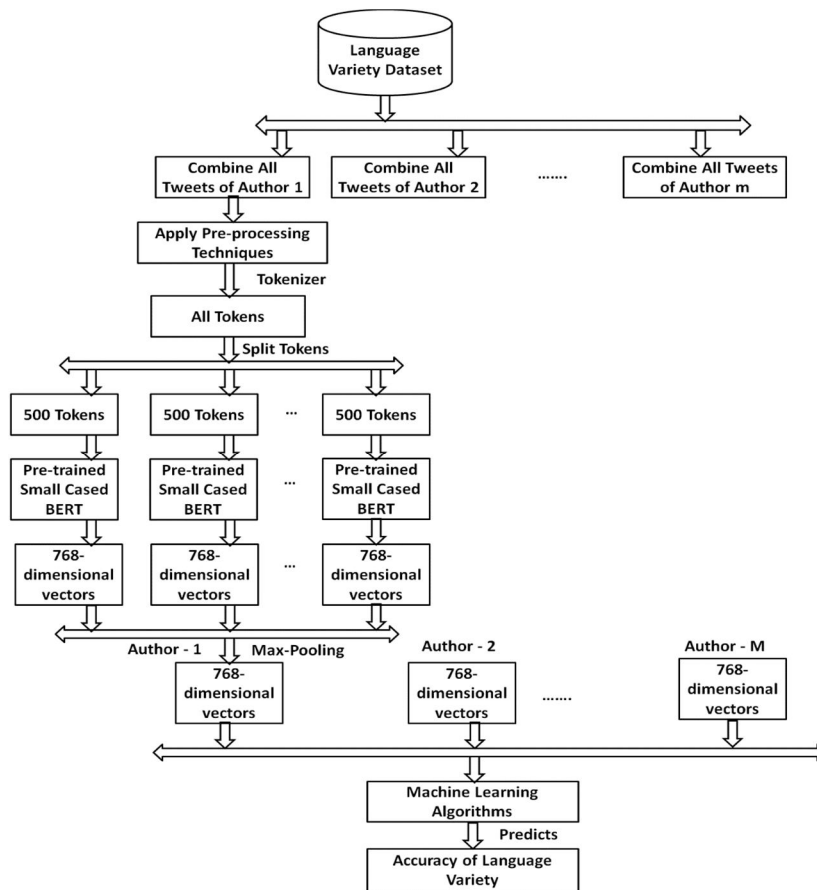 Language
Variety Dataset
Combine All
Tweets of Author 1
Combine All
Tweets of Author 2
.......
Combine All Tweets
of Author m
Apply Pre-processing
Techniques
Tokenizer
All Tokens
Split Tokens
500 Tokens
500 Tokens
...
500 Tokens
Pre-trained
Small Cased
BERT
Pre-trained
Small Cased
BERT
...
Pre-trained
Small Cased
BERT
768-
dimensional
vectors
768-
dimensional
vectors
...
768-
dimensional
vectors
Author - 1
Max-Pooling
Author - 2
Author - M
768-
dimensional
vectors
768-
dimensional
vectors
.......
768-
dimensional
vectors
Machine Learning
Algorithms
Predicts
Accuracy of Language
Variety